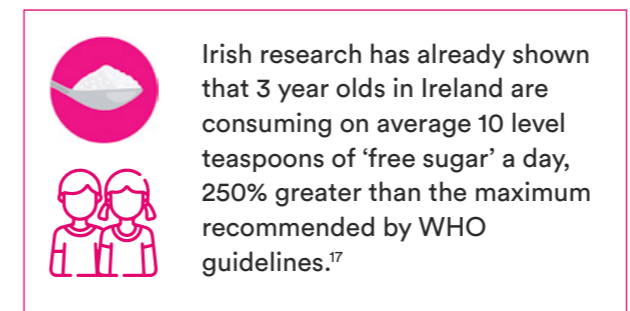 Irish research has already shown
that 3 year olds in Ireland are
consuming on average 10 level
teaspoons of ‘free sugar’ a day,
250% greater than the maximum
recommended by WHO
guidelines.¹⁷